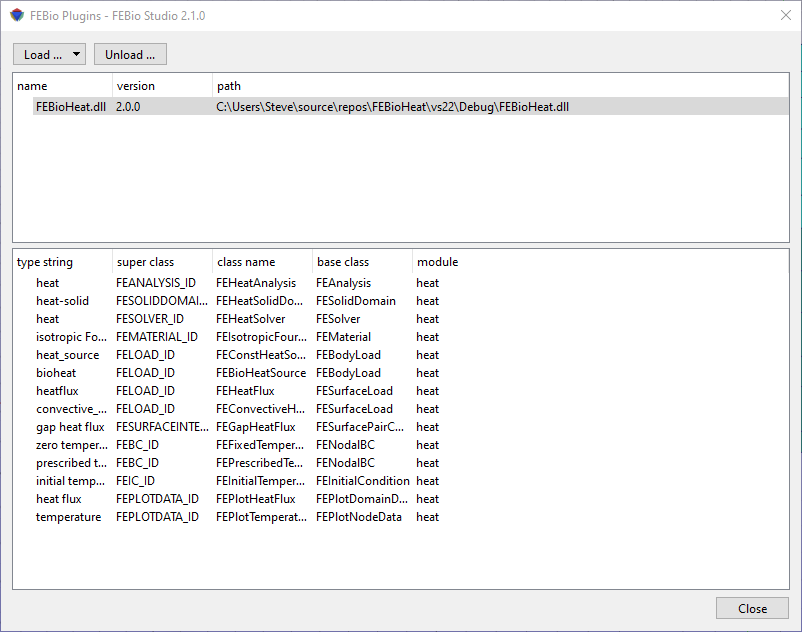 FEBio Plugins - FEBio Studio 2.1.0
Load ... Unload ...
name version path
FEBioHeat.dll 2.0.0 C:\Users\Steve\source\repos\FEBioHeat\vs22\Debug\FEBioHeat.dll
type string super class class name base class module
heat FEANALYSIS_ID FEHeatAnalysis FEAnalysis heat
heat-solid FESOLIDDOMAI... FEHeatSolidDo... FESolidDomain heat
heat FESOLVER_ID FEHeatSolver FESolver heat
isotropic Fo... FEMATERIAL_ID FEIsotropicFour... FEMaterial heat
heat_source FELOAD_ID FEConstHeatSo... FEBodyLoad heat
bioheat FELOAD_ID FEBioHeatSource FEBodyLoad heat
heatflux FELOAD_ID FEHeatFlux FESurfaceLoad heat
convective_... FELOAD_ID FEConvectiveH... FESurfaceLoad heat
gap heat flux FESURFACEINTE... FEGapHeatFlux FESurfacePairC... heat
zero temper... FEBC_ID FEFixedTemper... FENodalBC heat
prescribed t... FEBC_ID FEPrescribedTe... FENodalBC heat
initial temp... FEIC_ID FEInitialTemper... FEInitialCondition heat
heat flux FEPLOTDATA_ID FEPlotHeatFlux FEPlotDomainD... heat
temperature FEPLOTDATA_ID FEPlotTemperat... FEPlotNodeData heat
Close